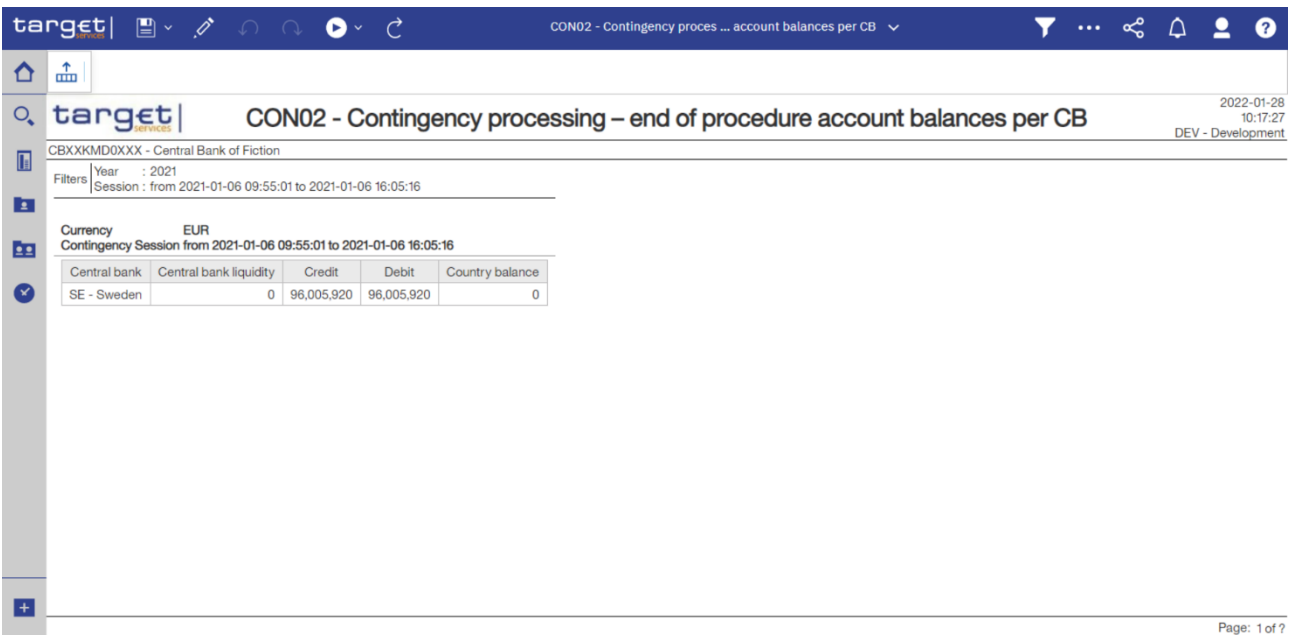 target services
CON02 - Contingency proces ... account balances per CB
?
target services
CON02 - Contingency processing – end of procedure account balances per CB
2022-01-28
10:17:27
DEV - Development
CBXXKMD0XXX - Central Bank of Fiction
Filters
Year : 2021
Session : from 2021-01-06 09:55:01 to 2021-01-06 16:05:16
Currency EUR
Contingency Session from 2021-01-06 09:55:01 to 2021-01-06 16:05:16
Central bank Central bank liquidity Credit Debit Country balance
SE - Sweden 0 96,005,920 96,005,920 0
Page: 1 of ?